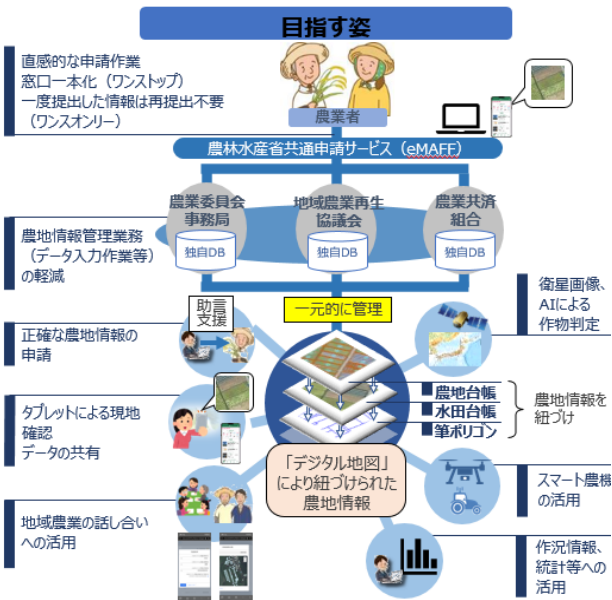 目指す姿
直感的な申請作業
窓口一本化（ワンストップ）
一度提出した情報は再提出不要
（ワンスオンリー）
農業者
農林水産省共通申請サービス（eMAFF）
農業委員会
事務局
地域農業再生
協議会
農業共済
組合
独自DB
独自DB
独自DB
農地情報管理業務
（データ入力作業等）
の軽減
助言
支援
一元的に管理
衛星画像、
AIによる
作物判定
正確な農地情報の
申請
農地台帳
水田台帳
筆ポリゴン
農地情報を
紐づけ
タブレットによる現地
確認
データの共有
「デジタル地図」
により紐づけられた
農地情報
スマート農機
の活用
地域農業の話し合い
への活用
作況情報、
統計等への
活用